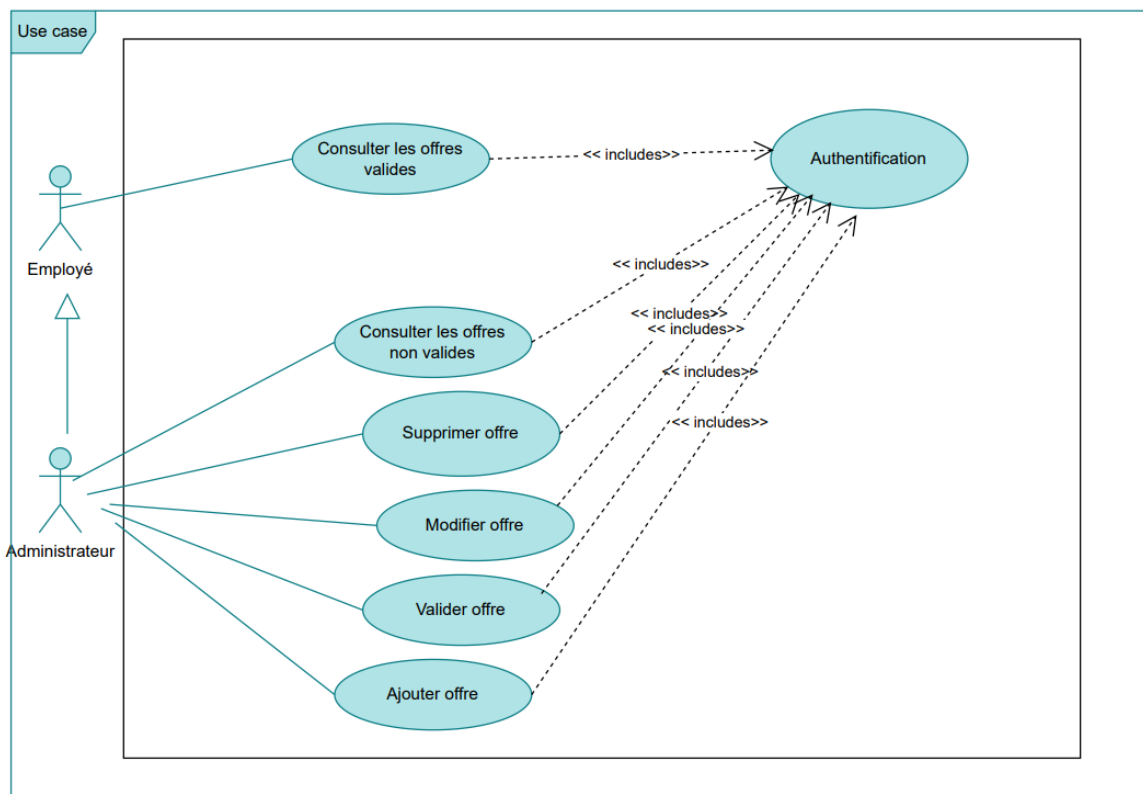 Use case
Consulter les offres
valides
<< includes>>
Authentification
Employé
<< includes>>
Consulter les offres
non valides
<< includes>>
<< includes>>
<< includes>>
<< includes>>
Supprimer offre
Modifier offre
Administrateur
Valider offre
Ajouter offre